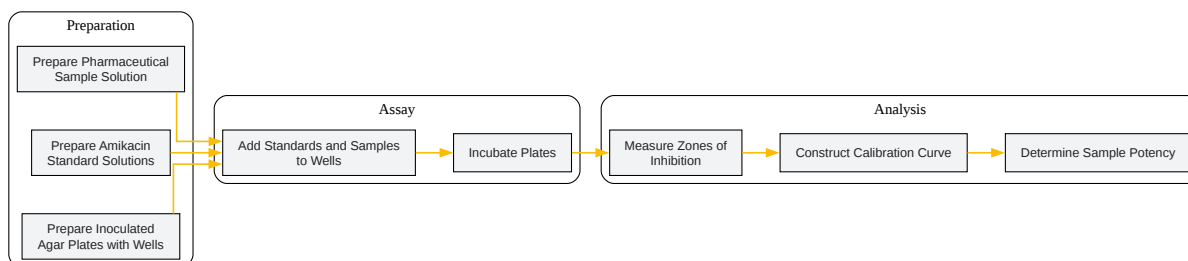 Preparation
Prepare Pharmaceutical
Sample Solution
Prepare Amikacin
Standard Solutions
Prepare Inoculated
Agar Plates with Wells
Assay
Add Standards and Samples
to Wells
Incubate Plates
Analysis
Measure Zones of
Inhibition
Construct Calibration Curve
Determine Sample Potency